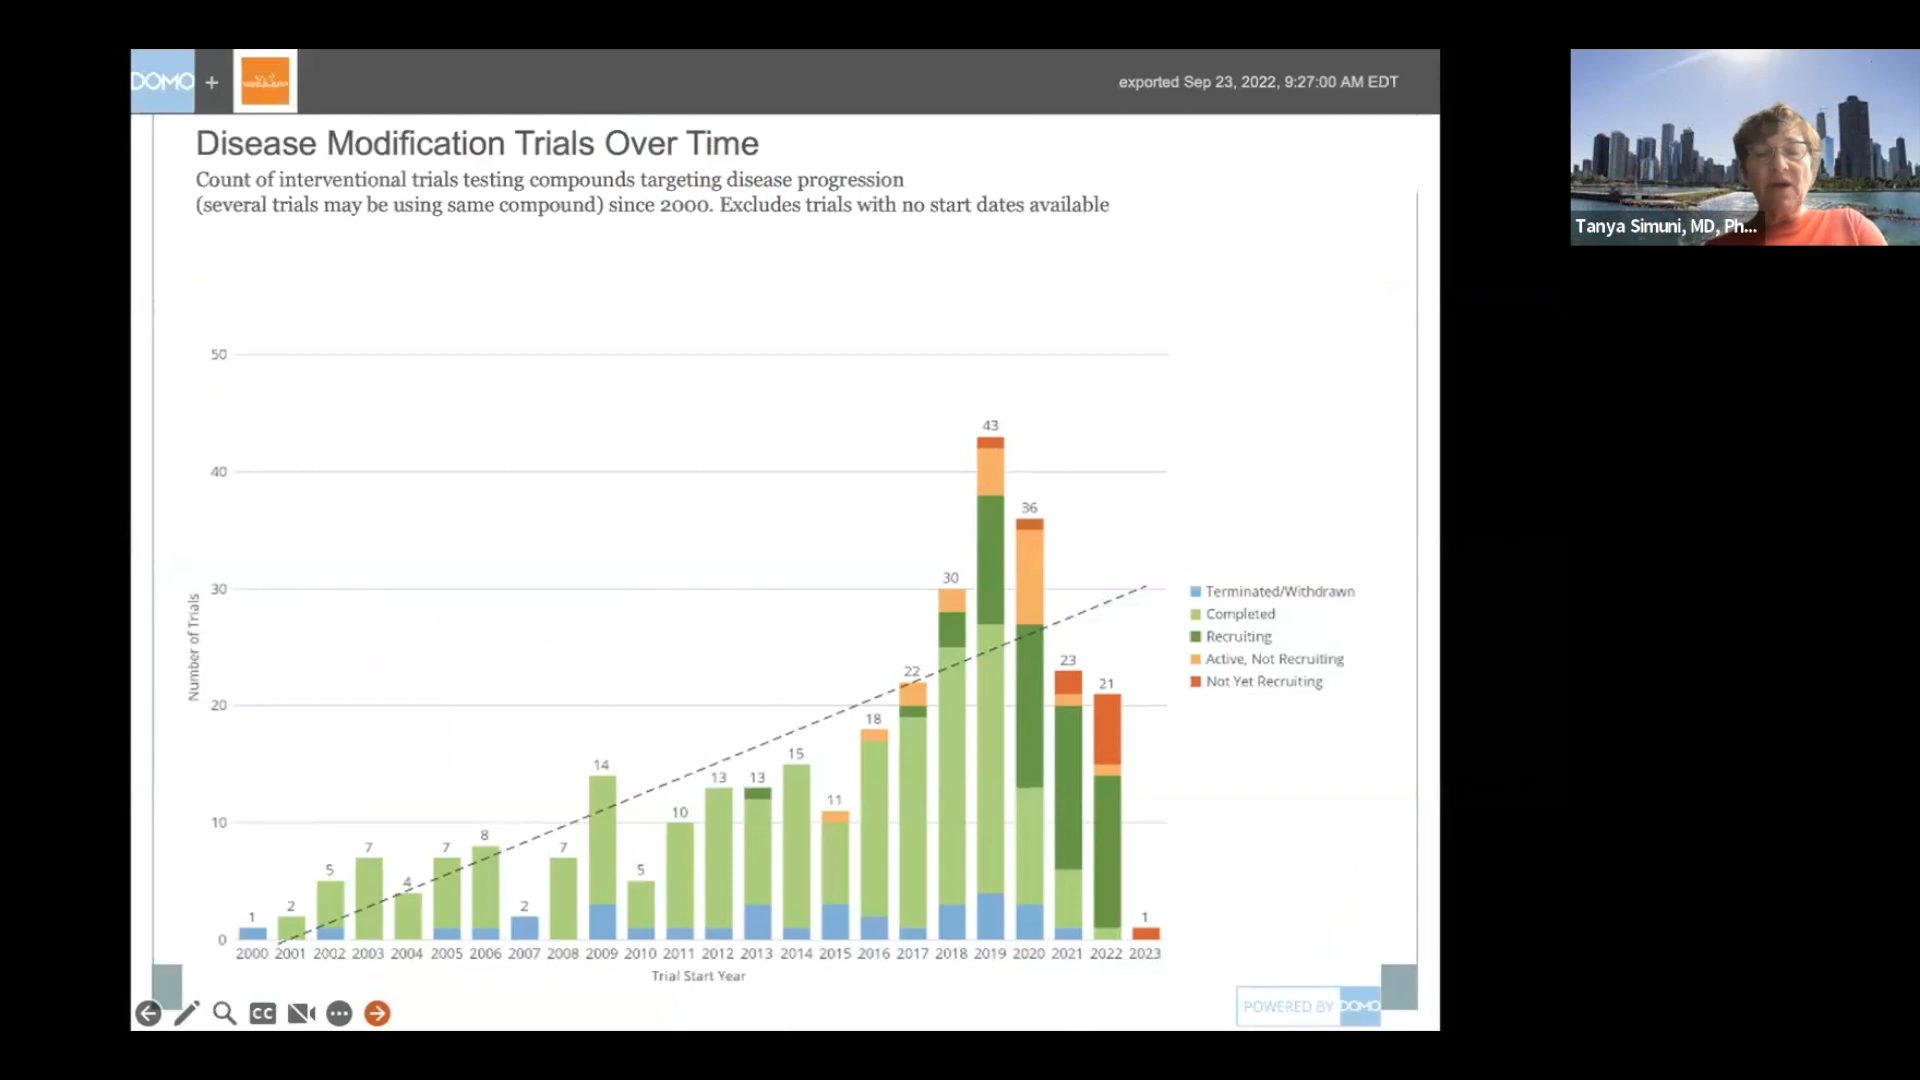 DOMO +
exported Sep 23, 2022, 9:27:00 AM EDT
Disease Modification Trials Over Time
Count of interventional trials testing compounds targeting disease progression
(several trials may be using same compound) since 2000. Excludes trials with no start dates available
50
40
30
20
10
0
Number of Trials
1
2
5
7
4
7
8
2
7
14
5
10
13
13
15
11
18
22
30
43
36
23
21
1
2000 2001 2002 2003 2004 2005 2006 2007 2008 2009 2010 2011 2012 2013 2014 2015 2016 2017 2018 2019 2020 2021 2022 2023
Trial Start Year
Terminated/Withdrawn
Completed
Recruiting
Active, Not Recruiting
Not Yet Recruiting
CC
POWERED BY DOMO
Tanya Simuni, MD, Ph...